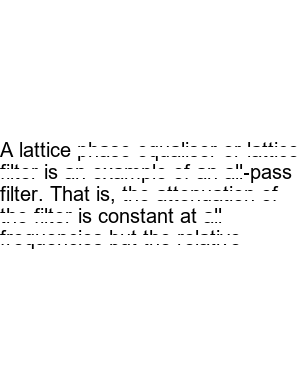 A lattice phase equaliser or lattice
filter is an example of an all-pass
filter. That is, the attenuation of
the filter is constant at all
frequencies but the relative